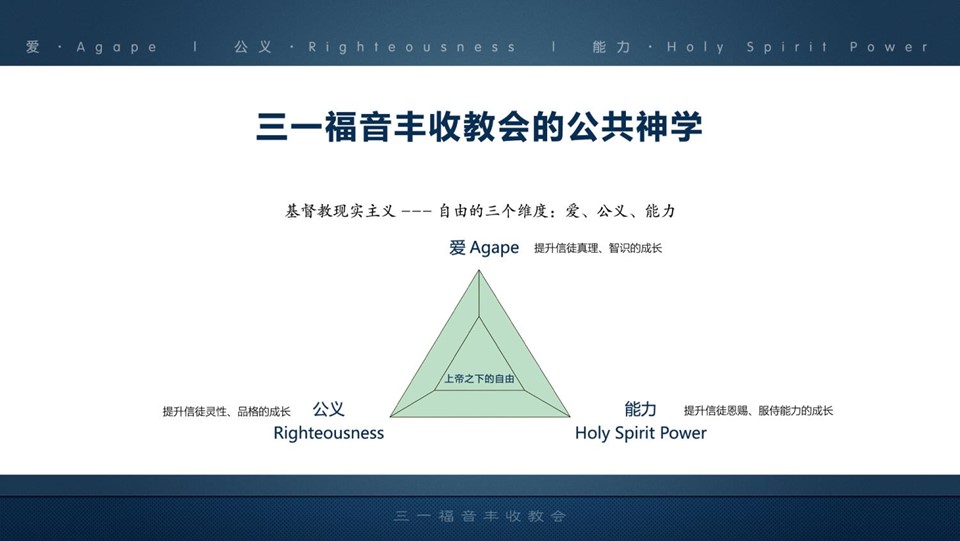 爱·Agape | 公义·Righteousness | 能力·Holy Spirit Power
三一福音丰收教会的公共神学
基督教现实主义 --- 自由的三个维度：爱、公义、能力
爱 Agape 提升信徒真理、智识的成长
上帝之下的自由
提升信徒灵性、品格的成长 公义
Righteousness
能力 提升信徒恩赐、服侍能力的成长
Holy Spirit Power
三一福音丰收教会